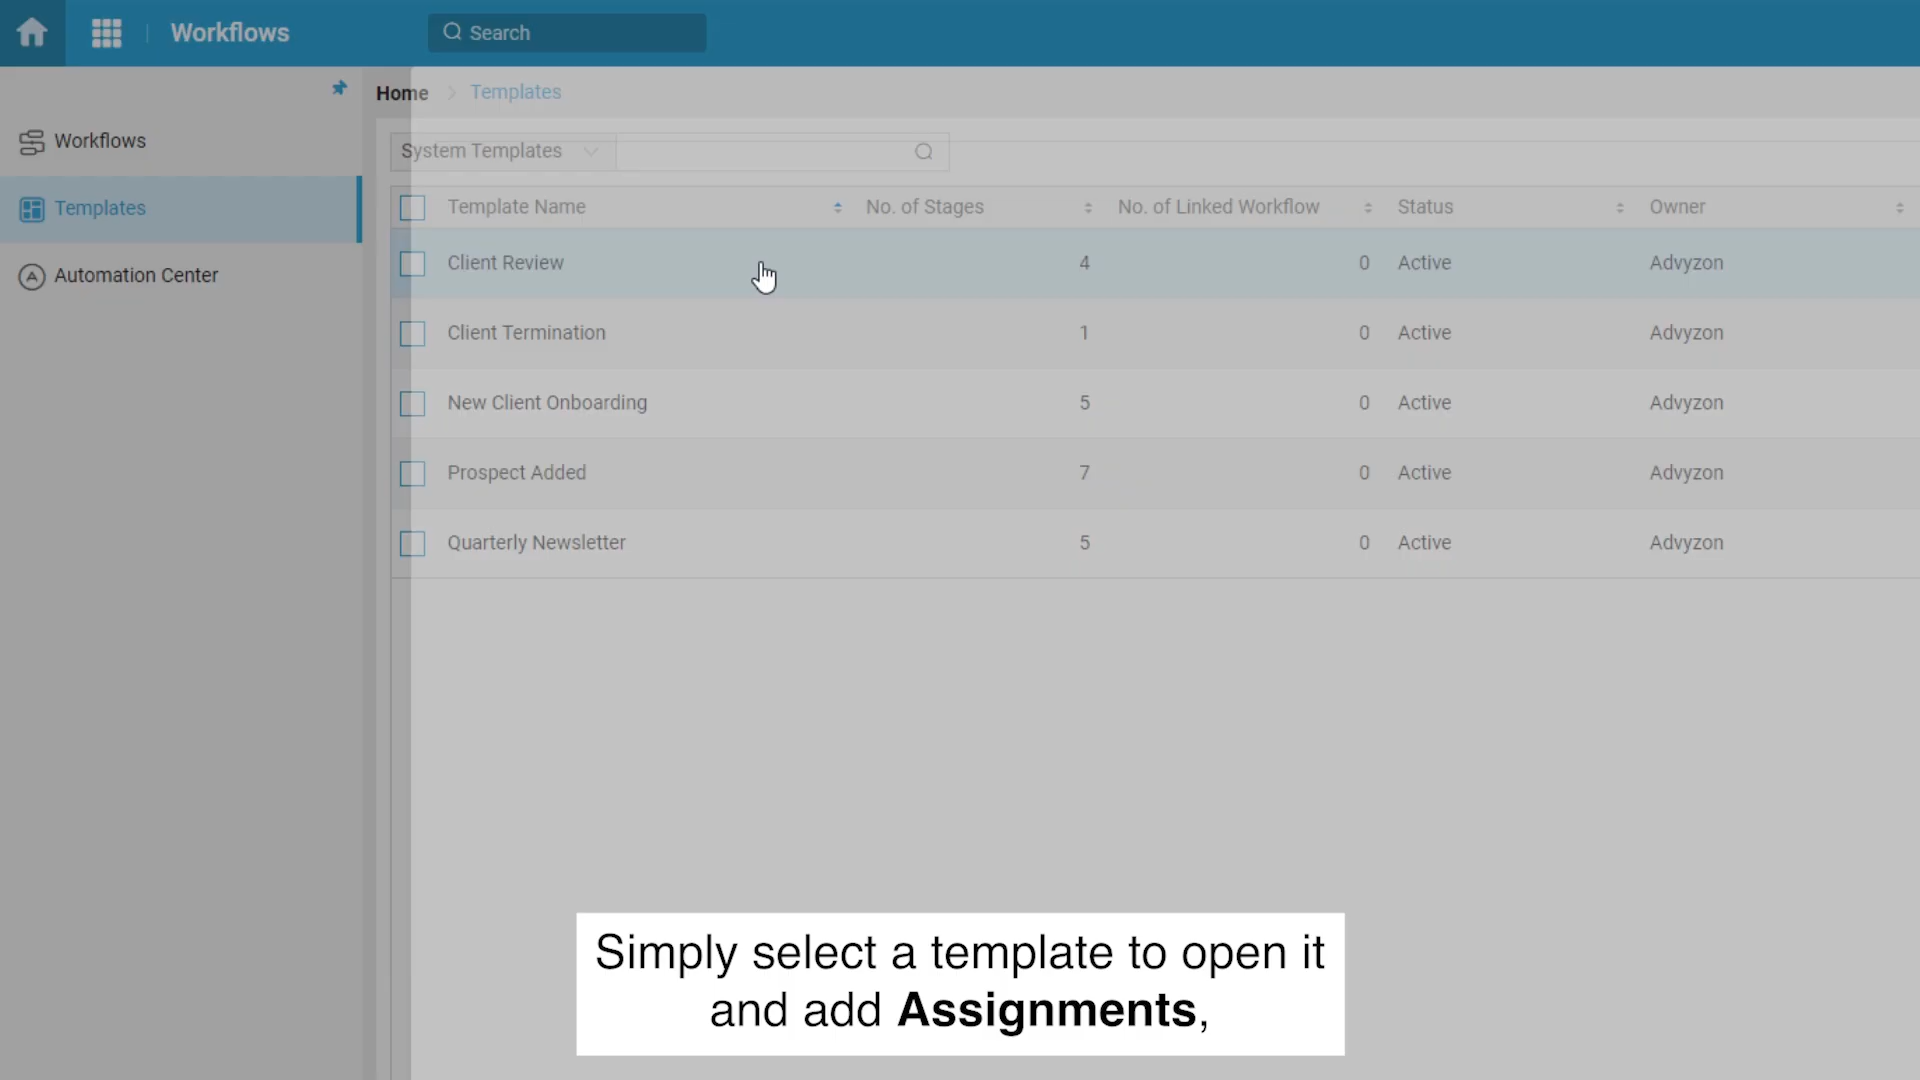 Workflows
Search
Workflows
Templates
Automation Center
Home > Templates
System Templates
Template Name No. of Stages No. of Linked Workflow Status Owner
Client Review 4 0 Active Advyzon
Client Termination 1 0 Active Advyzon
New Client Onboarding 5 0 Active Advyzon
Prospect Added 7 0 Active Advyzon
Quarterly Newsletter 5 0 Active Advyzon
Simply select a template to open it
and add Assignments,